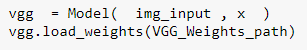 vgg  = Model(  img_input , x  )
vgg.load_weights(VGG_Weights_path)